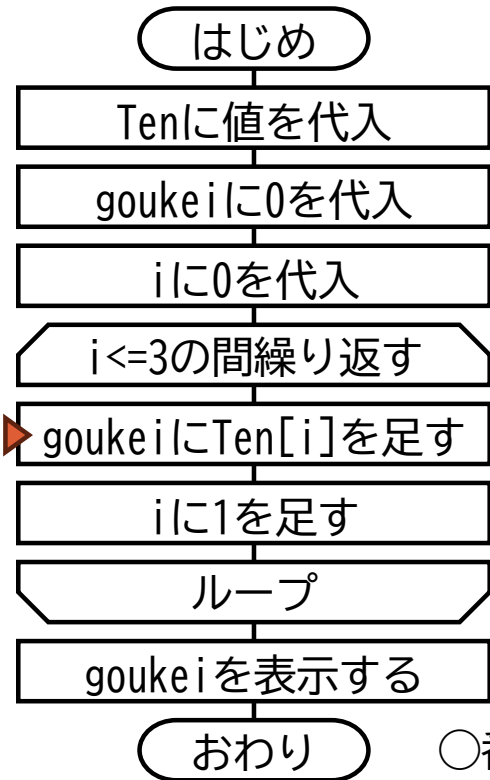 はじめ
Tenに値を代入
goukeiに0を代入
iに0を代入
i<=3の間繰り返す
goukeiにTen[i]を足す
iに1を足す
ループ
goukeiを表示する
おわり